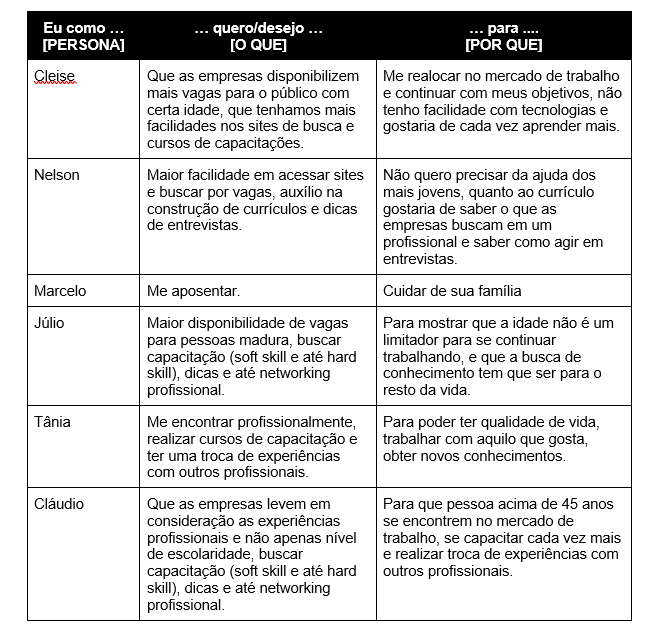 Eu como …
[PERSONA]
… quero/desejo …
[O QUE]
… para ....
[POR QUE]
Cleise
Que as empresas disponibilizem
mais vagas para o público com
certa idade, que tenhamos mais
facilidades nos sites de busca e
cursos de capacitações.
Me realocar no mercado de trabalho
e continuar com meus objetivos, não
tenho facilidade com tecnologias e
gostaria de cada vez aprender mais.
Nelson
Maior facilidade em acessar sites
e buscar por vagas, auxílio na
construção de currículos e dicas
de entrevistas.
Não quero precisar da ajuda dos
mais jovens, quanto ao currículo
gostaria de saber o que as
empresas buscam em um
profissional e saber como agir em
entrevistas.
Marcelo
Me aposentar.
Cuidar de sua família
Júlio
Maior disponibilidade de vagas
para pessoas madura, buscar
capacitação (soft skill e até hard
skill), dicas e até networking
profissional.
Para mostrar que a idade não é um
limitador para se continuar
trabalhando, e que a busca de
conhecimento tem que ser para o
resto da vida.
Tânia
Me encontrar profissionalmente,
realizar cursos de capacitação e
ter uma troca de experiências
com outros profissionais.
Para poder ter qualidade de vida,
trabalhar com aquilo que gosta,
obter novos conhecimentos.
Cláudio
Que as empresas levem em
consideração as experiências
profissionais e não apenas nível
de escolaridade, buscar
capacitação (soft skill e até hard
skill), dicas e até networking
profissional.
Para que pessoa acima de 45 anos
se encontrem no mercado de
trabalho, se capacitar cada vez mais
e realizar troca de experiências com
outros profissionais.